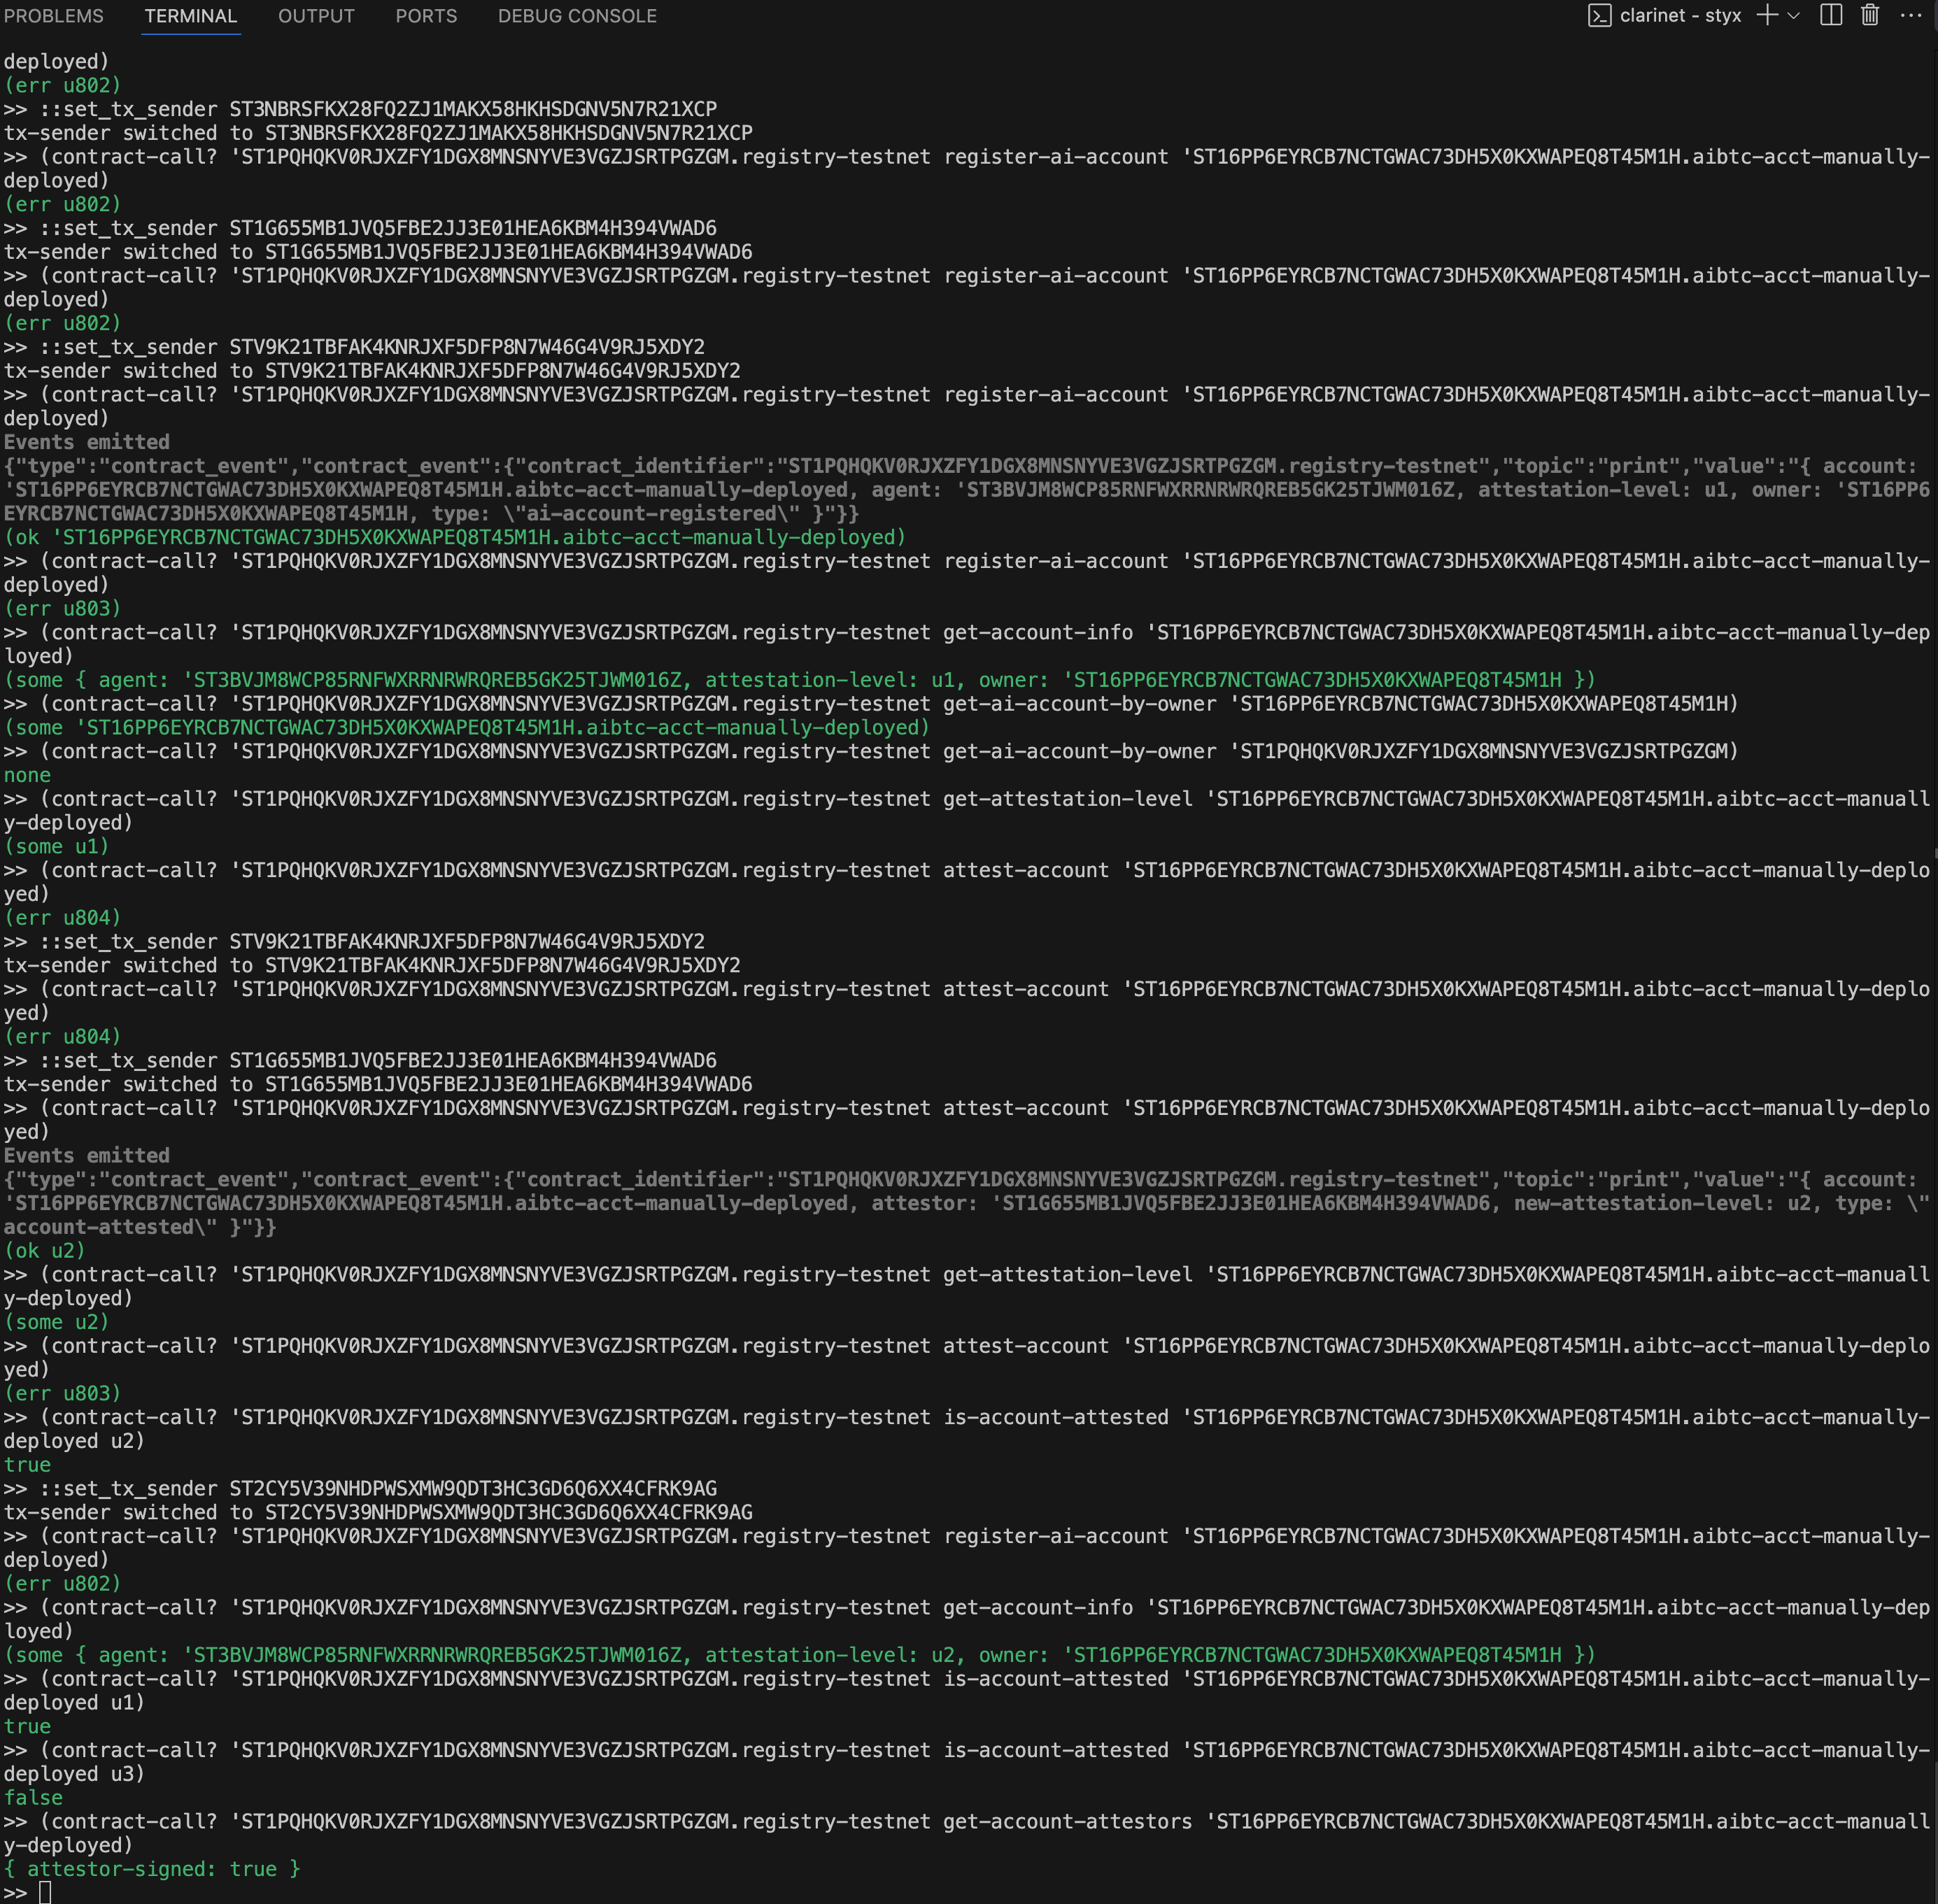 PROBLEMS TERMINAL OUTPUT PORTS DEBUG CONSOLE clarinet - styx
deployed)
(err u802)
>> ::set_tx_sender ST3NBRSFKX28FQ2ZJ1MAKX58HKHSDGNV5N7R21XCP
tx-sender switched to ST3NBRSFKX28FQ2ZJ1MAKX58HKHSDGNV5N7R21XCP
>> (contract-call? 'ST1PQHQKV0RJXZFY1DGX8MNSNYVE3VGZJSRTPGZGM.registry-testnet register-ai-account 'ST16PP6EYRCB7NCTGWAC73DH5X0KXWAPEQ8T45M1H.aibtc-acct-manually-
deployed)
(err u802)
>> ::set_tx_sender ST1G655MB1JVQ5FBE2JJ3E01HEA6KBM4H394VWAD6
tx-sender switched to ST1G655MB1JVQ5FBE2JJ3E01HEA6KBM4H394VWAD6
>> (contract-call? 'ST1PQHQKV0RJXZFY1DGX8MNSNYVE3VGZJSRTPGZGM.registry-testnet register-ai-account 'ST16PP6EYRCB7NCTGWAC73DH5X0KXWAPEQ8T45M1H.aibtc-acct-manually-
deployed)
(err u802)
>> ::set_tx_sender STV9K21TBFAK4KNRJXF5DFP8N7W46G4V9RJ5XDY2
tx-sender switched to STV9K21TBFAK4KNRJXF5DFP8N7W46G4V9RJ5XDY2
>> (contract-call? 'ST1PQHQKV0RJXZFY1DGX8MNSNYVE3VGZJSRTPGZGM.registry-testnet register-ai-account 'ST16PP6EYRCB7NCTGWAC73DH5X0KXWAPEQ8T45M1H.aibtc-acct-manually-
deployed)
Events emitted
{"type":"contract_event","contract_event":{"contract_identifier":"ST1PQHQKV0RJXZFY1DGX8MNSNYVE3VGZJSRTPGZGM.registry-testnet","topic":"print","value":"{ account:
'ST16PP6EYRCB7NCTGWAC73DH5X0KXWAPEQ8T45M1H.aibtc-acct-manually-deployed, agent: 'ST3BVJM8WCP85RNFWXRRNRWRQREB5GK25TJWM016Z, attestation-level: u1, owner: 'ST16PP6
EYRCB7NCTGWAC73DH5X0KXWAPEQ8T45M1H, type: \"ai-account-registered\" }"}}
(ok 'ST16PP6EYRCB7NCTGWAC73DH5X0KXWAPEQ8T45M1H.aibtc-acct-manually-deployed)
>> (contract-call? 'ST1PQHQKV0RJXZFY1DGX8MNSNYVE3VGZJSRTPGZGM.registry-testnet register-ai-account 'ST16PP6EYRCB7NCTGWAC73DH5X0KXWAPEQ8T45M1H.aibtc-acct-manually-
deployed)
(err u803)
>> (contract-call? 'ST1PQHQKV0RJXZFY1DGX8MNSNYVE3VGZJSRTPGZGM.registry-testnet get-account-info 'ST16PP6EYRCB7NCTGWAC73DH5X0KXWAPEQ8T45M1H.aibtc-acct-manually-dep
loyed)
(some { agent: 'ST3BVJM8WCP85RNFWXRRNRWRQREB5GK25TJWM016Z, attestation-level: u1, owner: 'ST16PP6EYRCB7NCTGWAC73DH5X0KXWAPEQ8T45M1H })
>> (contract-call? 'ST1PQHQKV0RJXZFY1DGX8MNSNYVE3VGZJSRTPGZGM.registry-testnet get-ai-account-by-owner 'ST16PP6EYRCB7NCTGWAC73DH5X0KXWAPEQ8T45M1H)
(some 'ST16PP6EYRCB7NCTGWAC73DH5X0KXWAPEQ8T45M1H.aibtc-acct-manually-deployed)
>> (contract-call? 'ST1PQHQKV0RJXZFY1DGX8MNSNYVE3VGZJSRTPGZGM.registry-testnet get-ai-account-by-owner 'ST1PQHQKV0RJXZFY1DGX8MNSNYVE3VGZJSRTPGZGM)
none
>> (contract-call? 'ST1PQHQKV0RJXZFY1DGX8MNSNYVE3VGZJSRTPGZGM.registry-testnet get-attestation-level 'ST16PP6EYRCB7NCTGWAC73DH5X0KXWAPEQ8T45M1H.aibtc-acct-manuall
y-deployed)
(some u1)
>> (contract-call? 'ST1PQHQKV0RJXZFY1DGX8MNSNYVE3VGZJSRTPGZGM.registry-testnet attest-account 'ST16PP6EYRCB7NCTGWAC73DH5X0KXWAPEQ8T45M1H.aibtc-acct-manually-deplo
yed)
(err u804)
>> ::set_tx_sender STV9K21TBFAK4KNRJXF5DFP8N7W46G4V9RJ5XDY2
tx-sender switched to STV9K21TBFAK4KNRJXF5DFP8N7W46G4V9RJ5XDY2
>> (contract-call? 'ST1PQHQKV0RJXZFY1DGX8MNSNYVE3VGZJSRTPGZGM.registry-testnet attest-account 'ST16PP6EYRCB7NCTGWAC73DH5X0KXWAPEQ8T45M1H.aibtc-acct-manually-deplo
yed)
(err u804)
>> ::set_tx_sender ST1G655MB1JVQ5FBE2JJ3E01HEA6KBM4H394VWAD6
tx-sender switched to ST1G655MB1JVQ5FBE2JJ3E01HEA6KBM4H394VWAD6
>> (contract-call? 'ST1PQHQKV0RJXZFY1DGX8MNSNYVE3VGZJSRTPGZGM.registry-testnet attest-account 'ST16PP6EYRCB7NCTGWAC73DH5X0KXWAPEQ8T45M1H.aibtc-acct-manually-deplo
yed)
Events emitted
{"type":"contract_event","contract_event":{"contract_identifier":"ST1PQHQKV0RJXZFY1DGX8MNSNYVE3VGZJSRTPGZGM.registry-testnet","topic":"print","value":"{ account:
'ST16PP6EYRCB7NCTGWAC73DH5X0KXWAPEQ8T45M1H.aibtc-acct-manually-deployed, attestor: 'ST1G655MB1JVQ5FBE2JJ3E01HEA6KBM4H394VWAD6, new-attestation-level: u2, type: \"
account-attested\" }"}}
(ok u2)
>> (contract-call? 'ST1PQHQKV0RJXZFY1DGX8MNSNYVE3VGZJSRTPGZGM.registry-testnet get-attestation-level 'ST16PP6EYRCB7NCTGWAC73DH5X0KXWAPEQ8T45M1H.aibtc-acct-manuall
y-deployed)
(some u2)
>> (contract-call? 'ST1PQHQKV0RJXZFY1DGX8MNSNYVE3VGZJSRTPGZGM.registry-testnet attest-account 'ST16PP6EYRCB7NCTGWAC73DH5X0KXWAPEQ8T45M1H.aibtc-acct-manually-deplo
yed)
(err u803)
>> (contract-call? 'ST1PQHQKV0RJXZFY1DGX8MNSNYVE3VGZJSRTPGZGM.registry-testnet is-account-attested 'ST16PP6EYRCB7NCTGWAC73DH5X0KXWAPEQ8T45M1H.aibtc-acct-manually-
deployed u2)
true
>> ::set_tx_sender ST2CY5V39NHDPWSXMW9QDT3HC3GD6Q6XX4CFRK9AG
tx-sender switched to ST2CY5V39NHDPWSXMW9QDT3HC3GD6Q6XX4CFRK9AG
>> (contract-call? 'ST1PQHQKV0RJXZFY1DGX8MNSNYVE3VGZJSRTPGZGM.registry-testnet register-ai-account 'ST16PP6EYRCB7NCTGWAC73DH5X0KXWAPEQ8T45M1H.aibtc-acct-manually-
deployed)
(err u802)
>> (contract-call? 'ST1PQHQKV0RJXZFY1DGX8MNSNYVE3VGZJSRTPGZGM.registry-testnet get-account-info 'ST16PP6EYRCB7NCTGWAC73DH5X0KXWAPEQ8T45M1H.aibtc-acct-manually-dep
loyed)
(some { agent: 'ST3BVJM8WCP85RNFWXRRNRWRQREB5GK25TJWM016Z, attestation-level: u2, owner: 'ST16PP6EYRCB7NCTGWAC73DH5X0KXWAPEQ8T45M1H })
>> (contract-call? 'ST1PQHQKV0RJXZFY1DGX8MNSNYVE3VGZJSRTPGZGM.registry-testnet is-account-attested 'ST16PP6EYRCB7NCTGWAC73DH5X0KXWAPEQ8T45M1H.aibtc-acct-manually-
deployed u1)
true
>> (contract-call? 'ST1PQHQKV0RJXZFY1DGX8MNSNYVE3VGZJSRTPGZGM.registry-testnet is-account-attested 'ST16PP6EYRCB7NCTGWAC73DH5X0KXWAPEQ8T45M1H.aibtc-acct-manually-
deployed u3)
false
>> (contract-call? 'ST1PQHQKV0RJXZFY1DGX8MNSNYVE3VGZJSRTPGZGM.registry-testnet get-account-attestors 'ST16PP6EYRCB7NCTGWAC73DH5X0KXWAPEQ8T45M1H.aibtc-acct-manuall
y-deployed)
{ attestor-signed: true }
>>